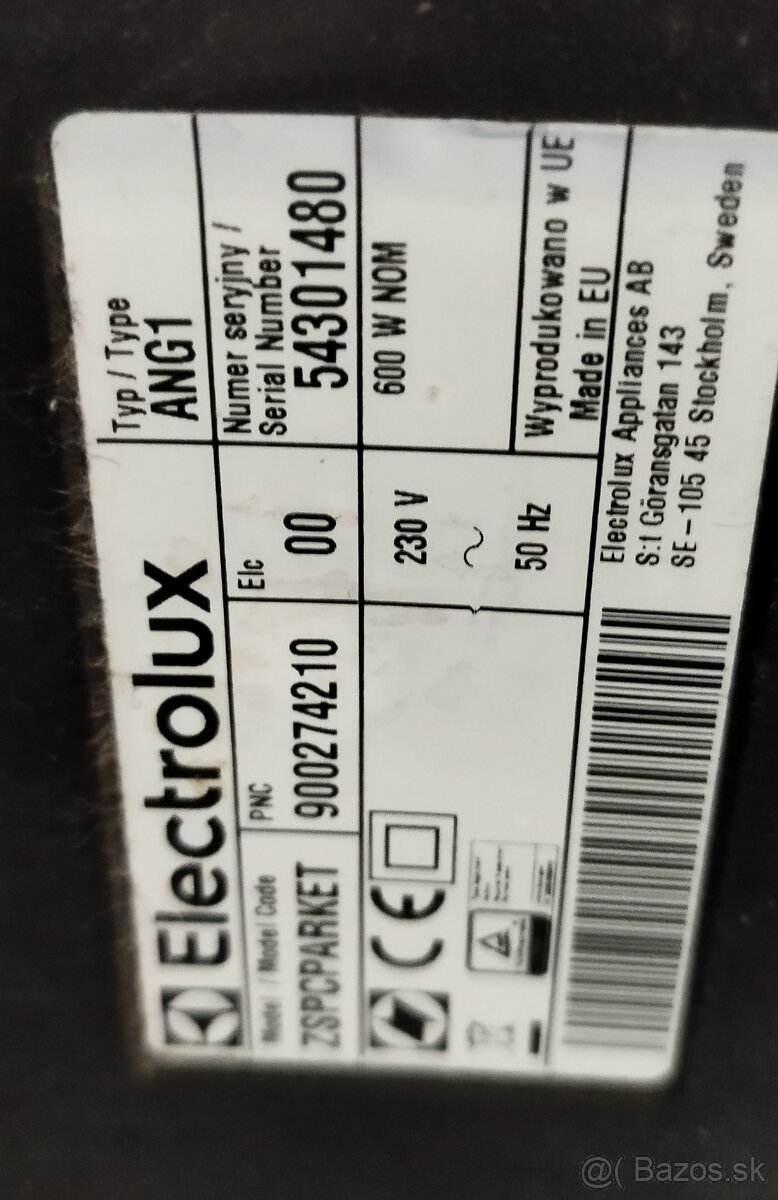 Electrolux
Typ / Type
ANG1
Model / Model Code
ZSPCPARKET
PNC
900274210
Elc
00
Numer seryjny /
Serial Number
54301480
CE
230 V
~
50 Hz
600 W NOM
Wyprodukowano w UE
Made in EU
Electrolux Appliances AB
S:t Göransgatan 143
SE-105 45 Stockholm, Sweden
@( Bazos.sk